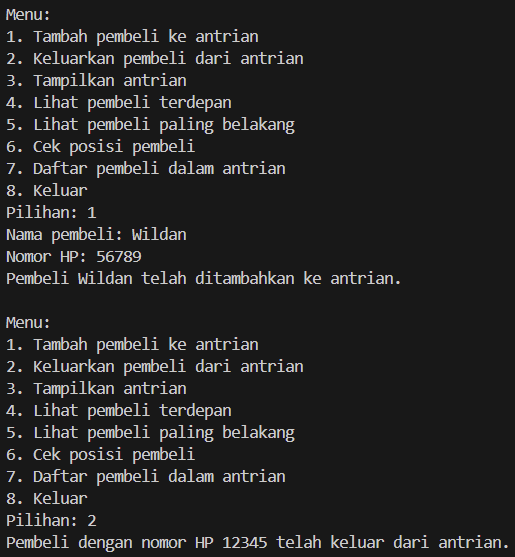 Menu:
1. Tambah pembeli ke antrian
2. Keluarkan pembeli dari antrian
3. Tampilkan antrian
4. Lihat pembeli terdepan
5. Lihat pembeli paling belakang
6. Cek posisi pembeli
7. Daftar pembeli dalam antrian
8. Keluar
Pilihan: 1
Nama pembeli: Wildan
Nomor HP: 56789
Pembeli Wildan telah ditambahkan ke antrian.
Menu:
1. Tambah pembeli ke antrian
2. Keluarkan pembeli dari antrian
3. Tampilkan antrian
4. Lihat pembeli terdepan
5. Lihat pembeli paling belakang
6. Cek posisi pembeli
7. Daftar pembeli dalam antrian
8. Keluar
Pilihan: 2
Pembeli dengan nomor HP 12345 telah keluar dari antrian.